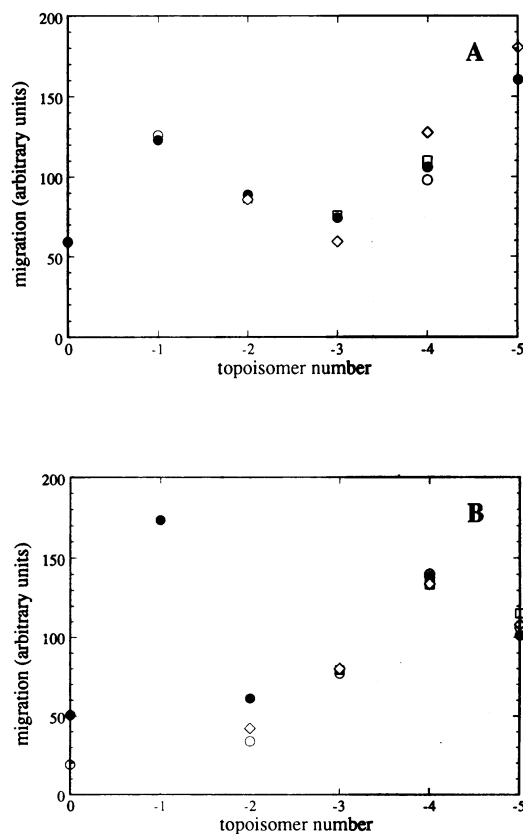 200
A
150
100
50
0
migration (arbitrary units)
0 -1 -2 -3 -4 -5
topoisomer number
200
B
150
100
50
0
migration (arbitrary units)
0 -1 -2 -3 -4 -5
topoisomer number